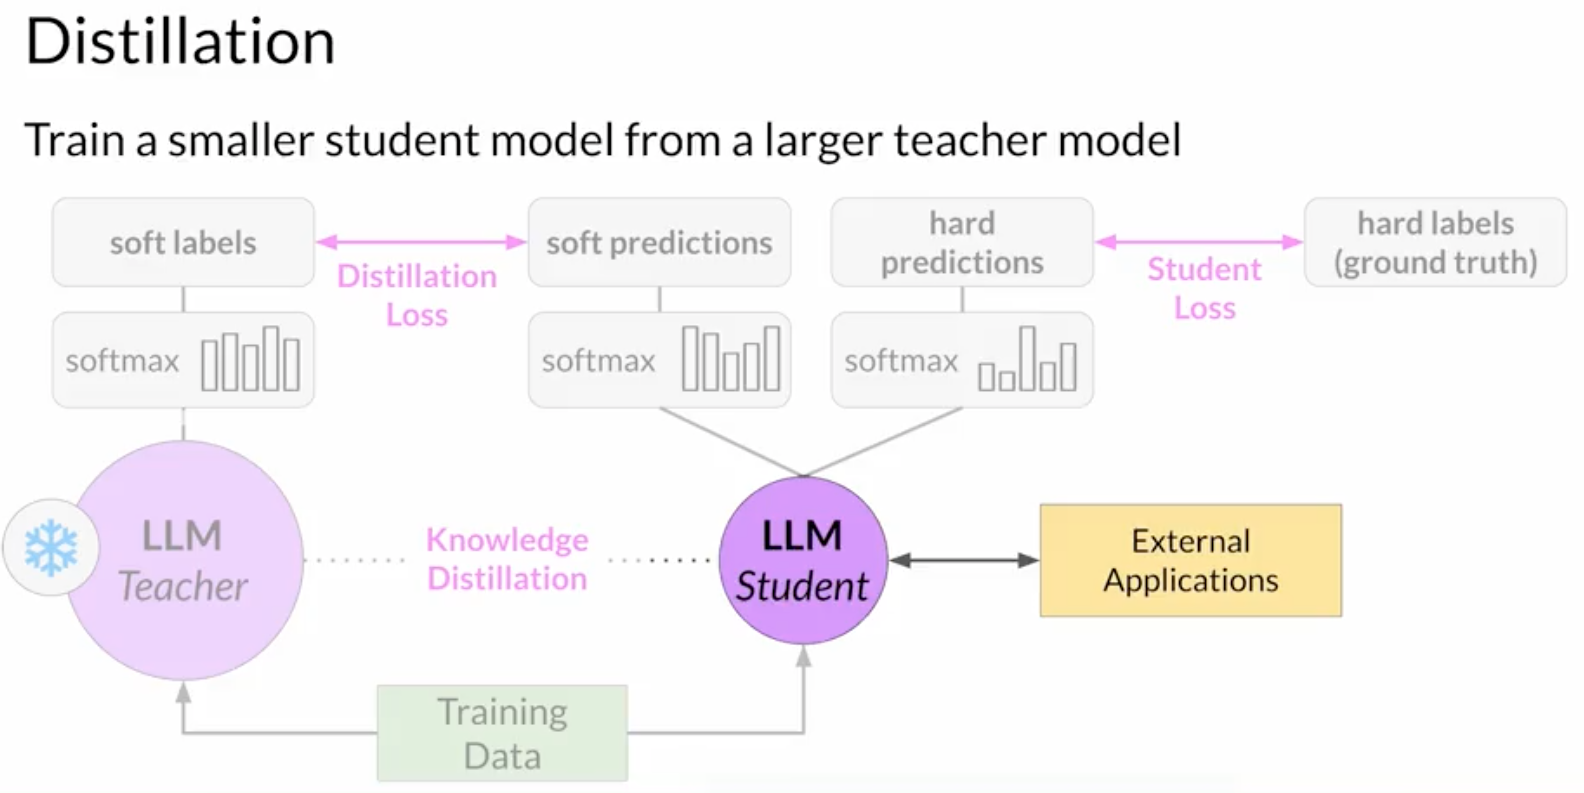 Distillation
Train a smaller student model from a larger teacher model
soft labels
Distillation
Loss
soft predictions
hard
predictions
Student
Loss
hard labels
(ground truth)
softmax
softmax
softmax
LLM
Teacher
Knowledge
Distillation
LLM
Student
External
Applications
Training
Data